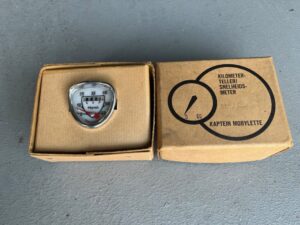 KILOMETER-
TELLER/
SNELHEIDS-
METER
KAPTEIN MOBYLETTE